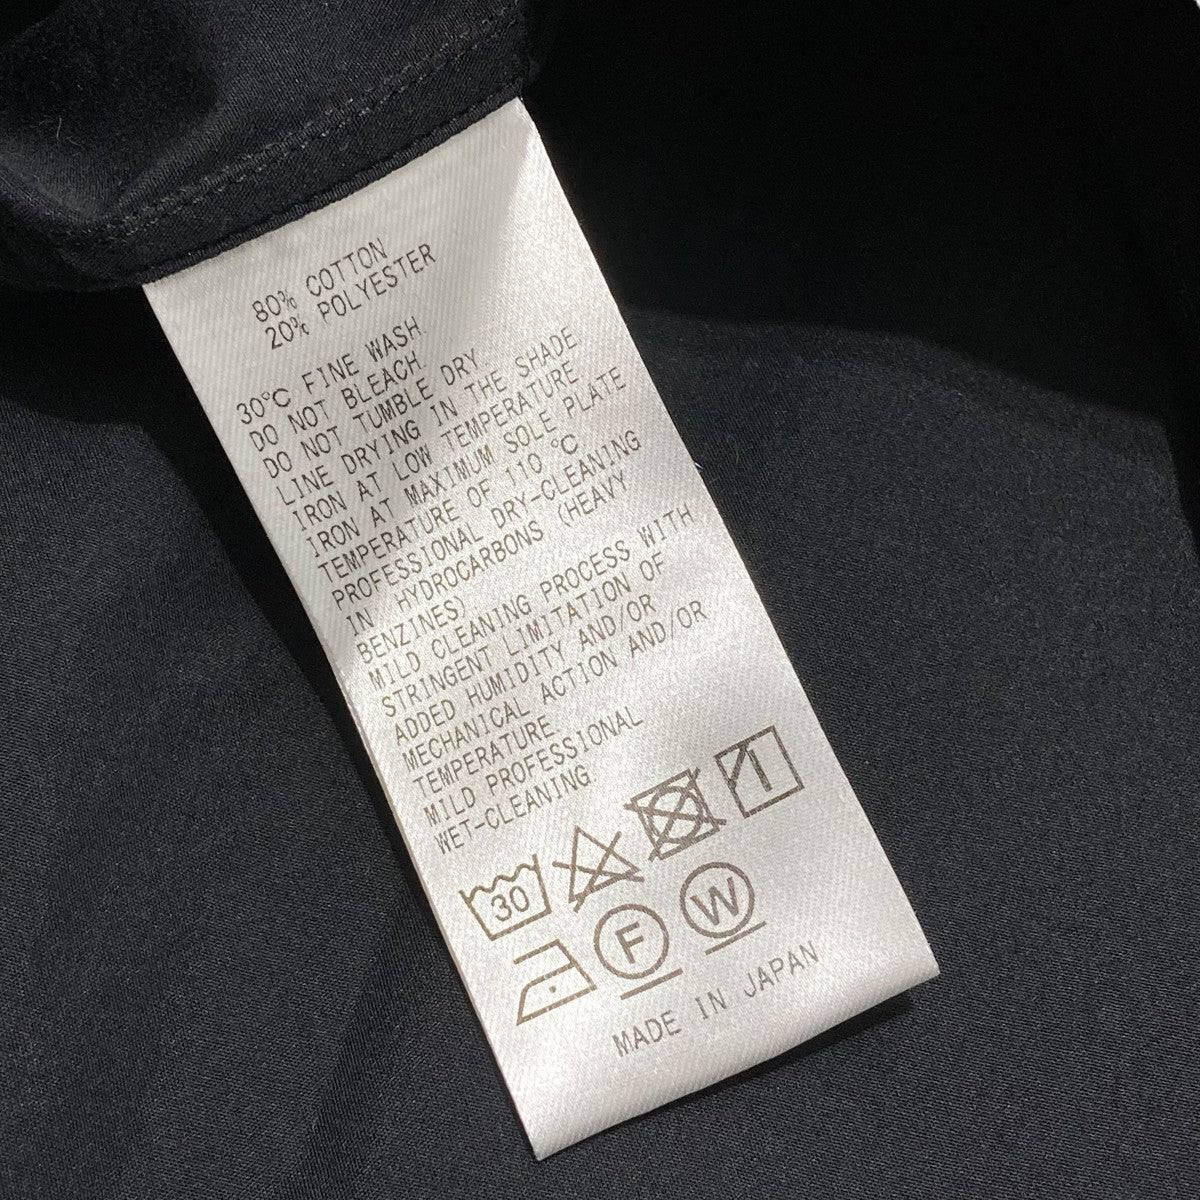 80% COTTON
20% POLYESTER
30°C FINE WASH.
DO NOT BLEACH.
DO NOT TUMBLE DRY.
LINE DRYING IN THE SHADE.
IRON AT LOW TEMPERATURE.
IRON AT MAXIMUM SOLE PLATE
TEMPERATURE OF 110 °C.
PROFESSIONAL DRY-CLEANING
IN HYDROCARBONS (HEAVY
BENZINES)
MILD CLEANING PROCESS WITH
STRINGENT LIMITATION OF
ADDED HUMIDITY AND/OR
MECHANICAL ACTION AND/OR
TEMPERATURE.
MILD PROFESSIONAL
WET-CLEANING.
30
F W
MADE IN JAPAN